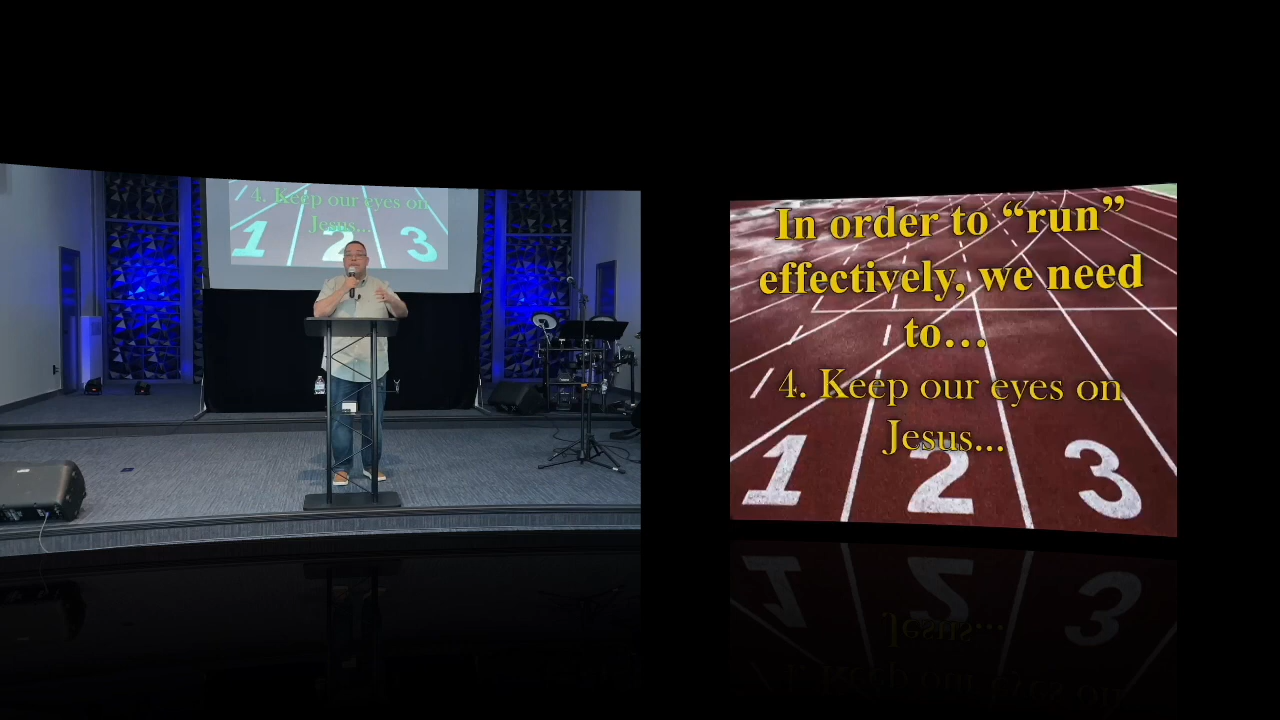 4. Keep our eyes on
Jesus...
1 2 3
In order to “run”
effectively, we need
to…
4. Keep our eyes on
Jesus...
1 2 3